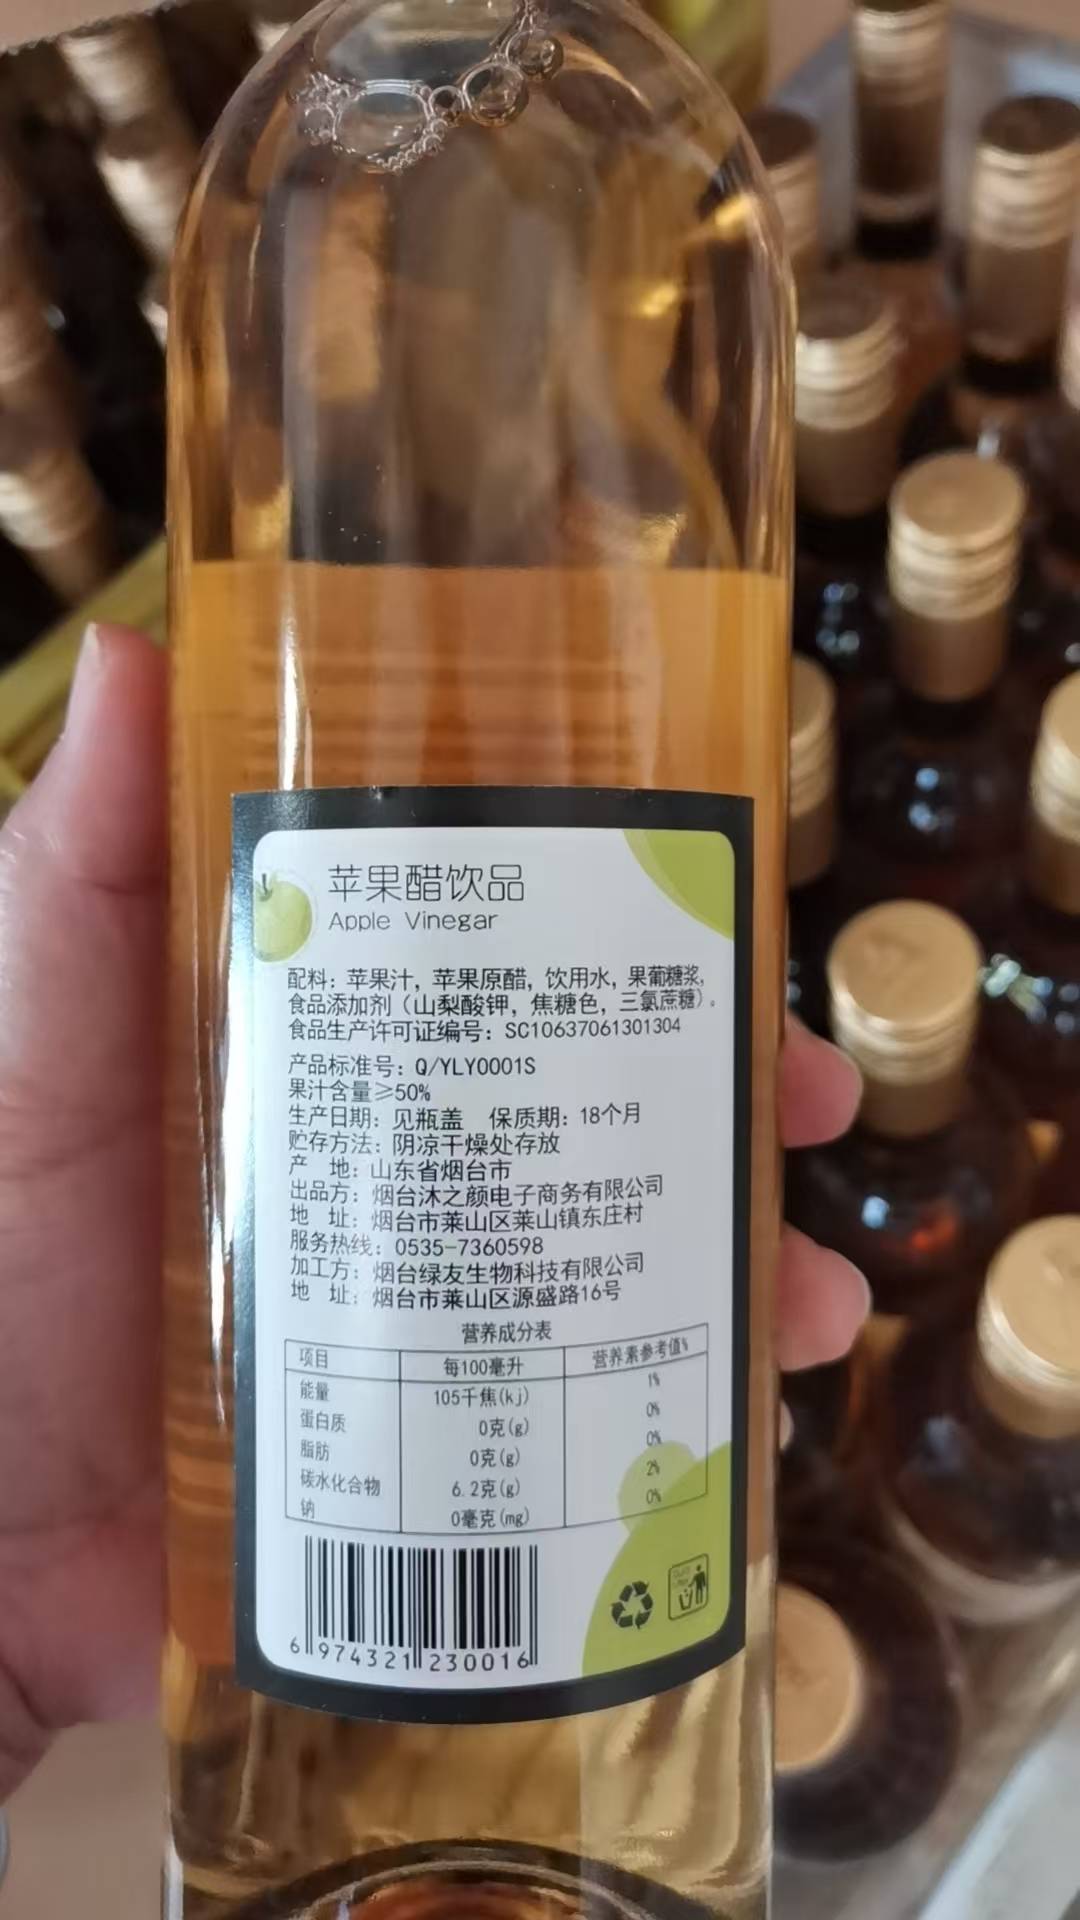 苹果醋饮品
Apple Vinegar
配料：苹果汁，苹果原醋，饮用水，果葡糖浆，
食品添加剂（山梨酸钾，焦糖色，三氯蔗糖）。
食品生产许可证编号：SC10637061301304
产品标准号：Q/YLY0001S
果汁含量≥50%
生产日期：见瓶盖 保质期：18个月
贮存方法：阴凉干燥处存放
产 地：山东省烟台市
出品方：烟台沐之颜电子商务有限公司
地 址：烟台市莱山区莱山镇东庄村
服务热线：0535-7360598
加工方：烟台绿友生物科技有限公司
地 址：烟台市莱山区源盛路16号
营养成分表
项目 每100毫升 营养素参考值%
能量 105千焦(kj) 1%
蛋白质 0克(g) 0%
脂肪 0克(g) 0%
碳水化合物 6.2克(g) 2%
钠 0毫克(mg) 0%
6 974321 230016